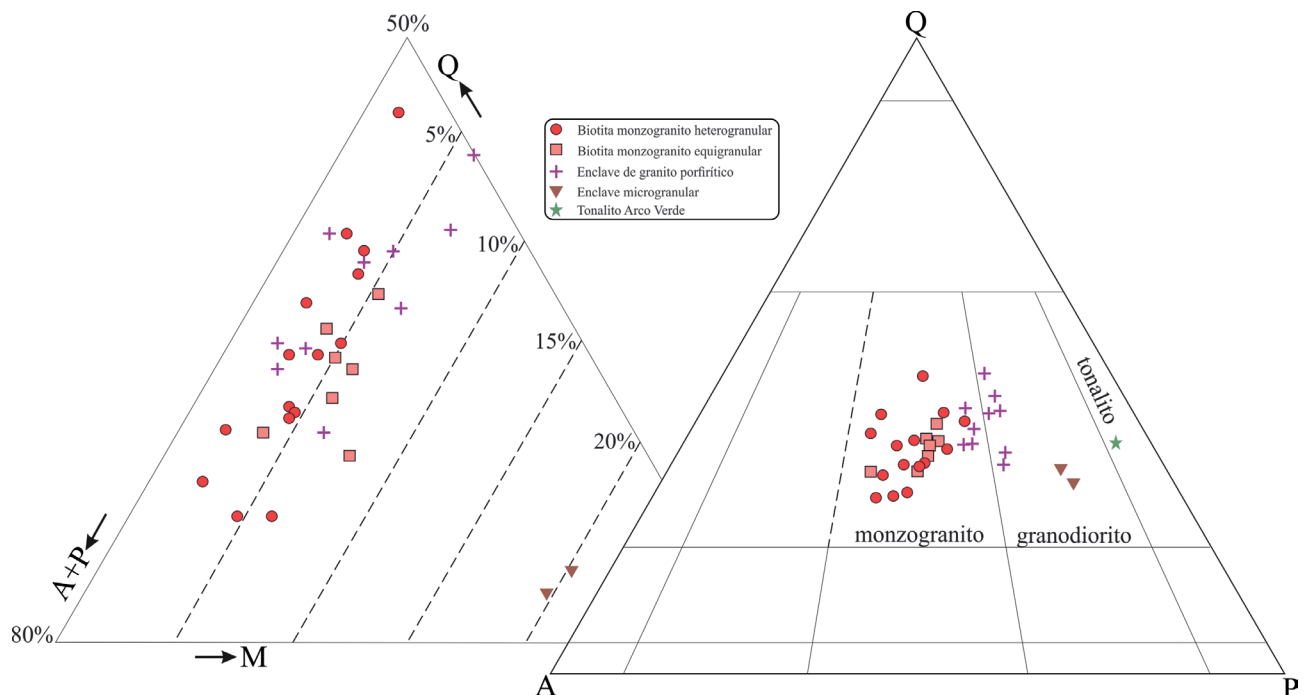 50%
Q
5%
10%
15%
20%
A+P
80%
M
Biotita monzogranito heterogranular
Biotita monzogranito equigranular
Enclave de granito porfirítico
Enclave microgranular
Tonalito Arco Verde
Q
tonalito
monzogranito
granodiorito
A
P